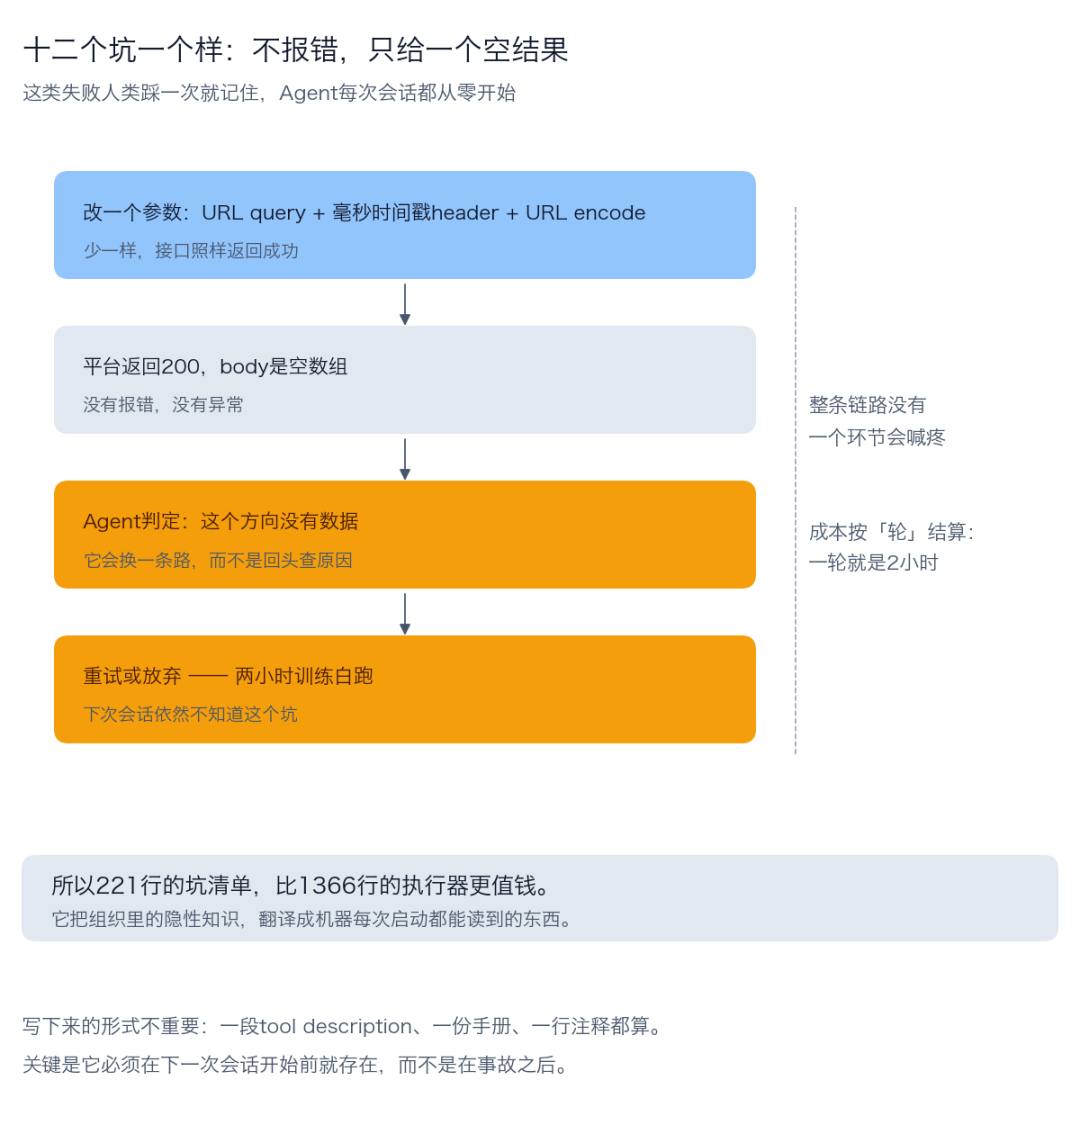 十二个坑一个样：不报错，只给一个空结果
这类失败人类踩一次就记住，Agent每次会话都从零开始
改一个参数：URL query + 毫秒时间戳header + URL encode
少一样，接口照样返回成功
平台返回200，body是空数组
没有报错，没有异常
整条链路没有
一个环节会喊疼
Agent判定：这个方向没有数据
它会换一条路，而不是回头查原因
成本按「轮」结算：
一轮就是2小时
重试或放弃 —— 两小时训练白跑
下次会话依然不知道这个坑
所以221行的坑清单，比1366行的执行器更值钱。
它把组织里的隐性知识，翻译成机器每次启动都能读到的东西。
写下来的形式不重要：一段tool description、一份手册、一行注释都算。
关键是它必须在下一次会话开始前就存在，而不是在事故之后。